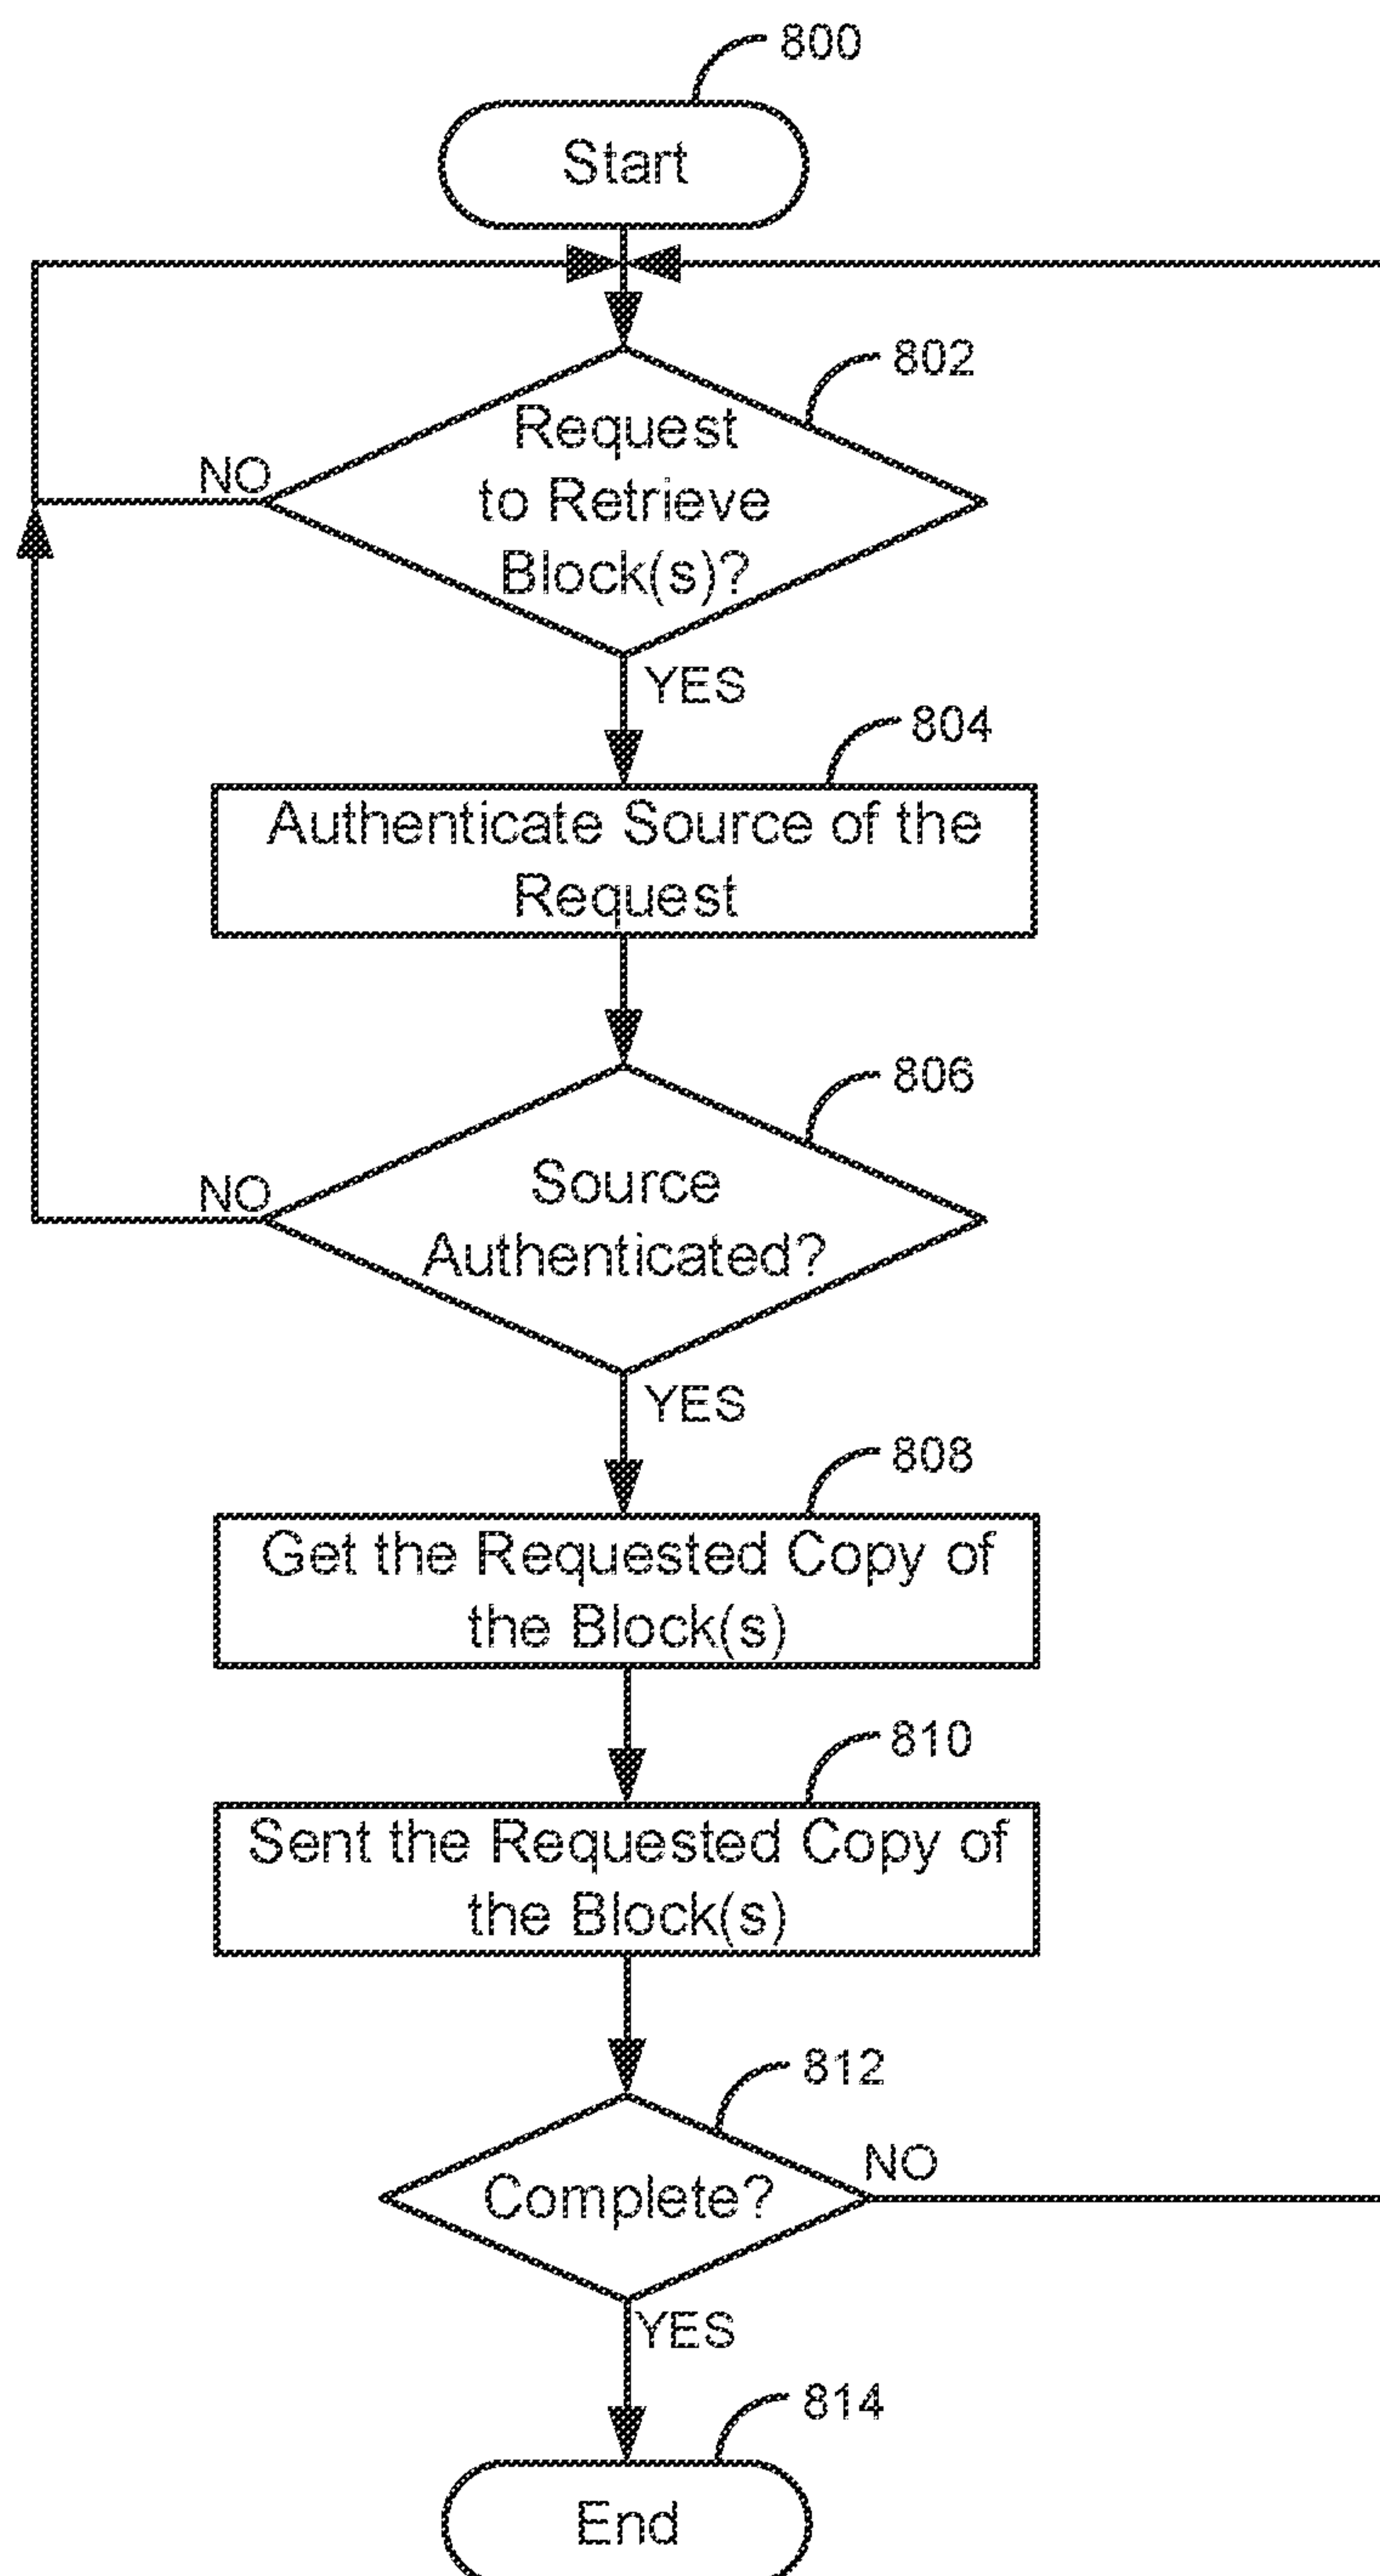 800
Start
802
Request
to Retrieve
Block(s)?
NO
YES
804
Authenticate Source of the
Request
806
Source
Authenticated?
NO
YES
808
Get the Requested Copy of
the Block(s)
810
Sent the Requested Copy of
the Block(s)
812
Complete?
NO
YES
814
End